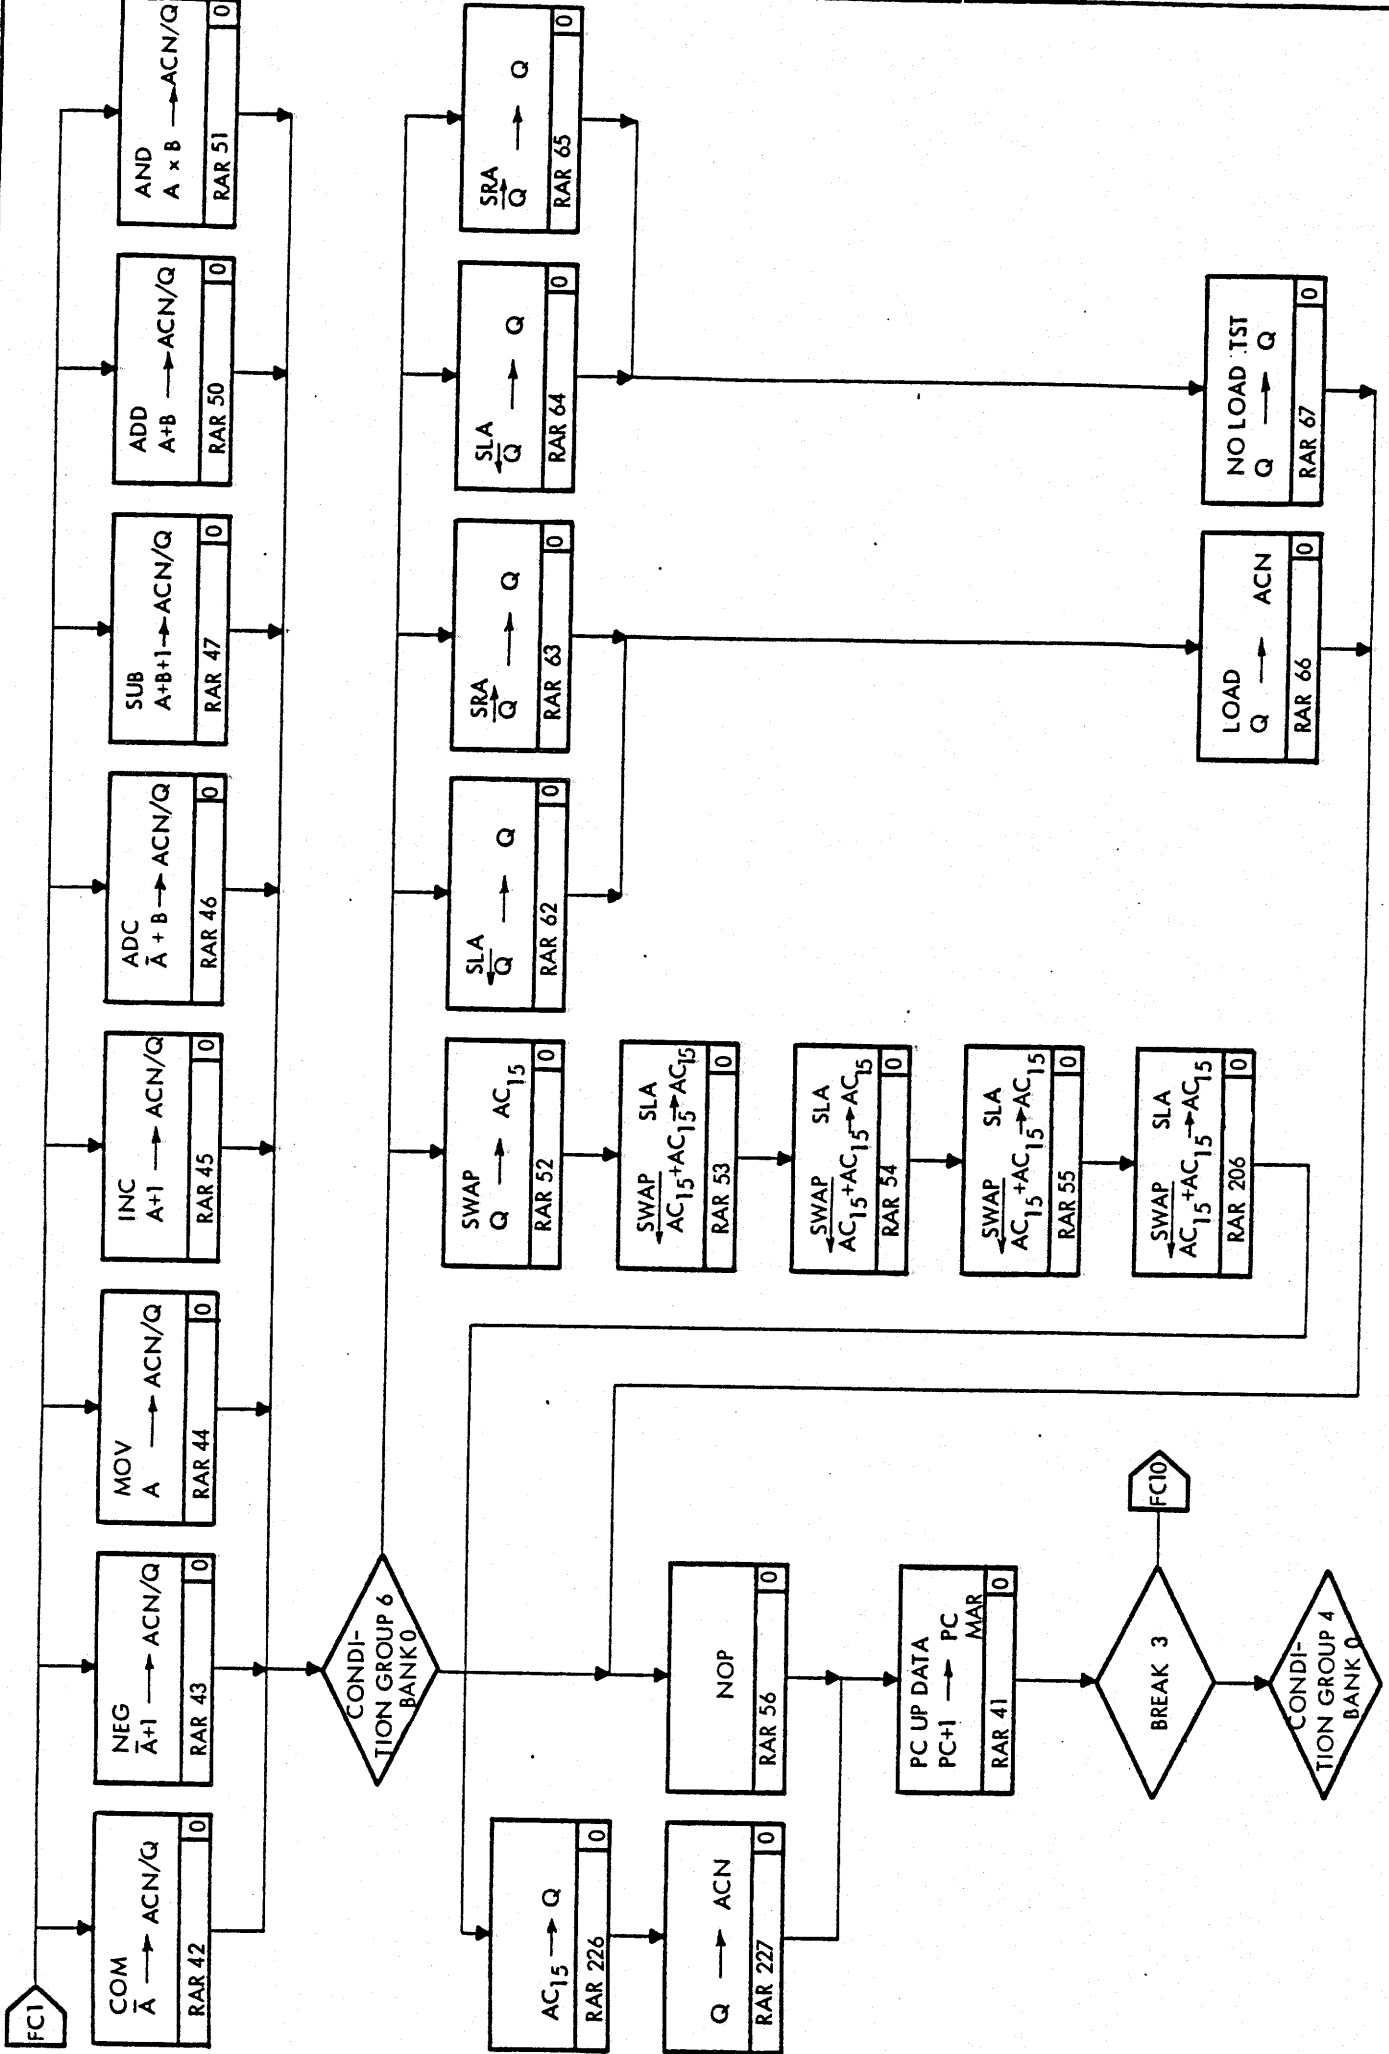 FC1
COM
A̅ → ACN/Q
RAR 42
0
NEG
A̅+1 → ACN/Q
RAR 43
0
MOV
A → ACN/Q
RAR 44
0
INC
A+1 → ACN/Q
RAR 45
0
ADC
A̅ + B → ACN/Q
RAR 46
0
SUB
A+B+1→ACN/Q
RAR 47
0
ADD
A+B → ACN/Q
RAR 50
0
AND
A x B → ACN/Q
RAR 51
0
CONDI-
TION GROUP 6
BANK 0
SWAP
Q → AC15
RAR 52
0
SLA
Q → Q
RAR 62
0
SRA
Q → Q
RAR 63
0
SLA
Q → Q
RAR 64
0
SRA
Q → Q
RAR 65
0
SWAP SLA
AC15+AC15→AC15
RAR 53
0
SWAP SLA
AC15+AC15→AC15
RAR 54
0
SWAP SLA
AC15+AC15→AC15
RAR 55
0
SWAP SLA
AC15+AC15→AC15
RAR 206
0
AC15 → Q
RAR 226
0
Q → ACN
RAR 227
0
NOP
RAR 56
0
LOAD
Q → ACN
RAR 66
0
NO LOAD TST
Q → Q
RAR 67
0
PC UP DATA
PC+1 → PC
MAR
RAR 41
0
BREAK 3
FC10
CONDI-
TION GROUP 4
BANK 0